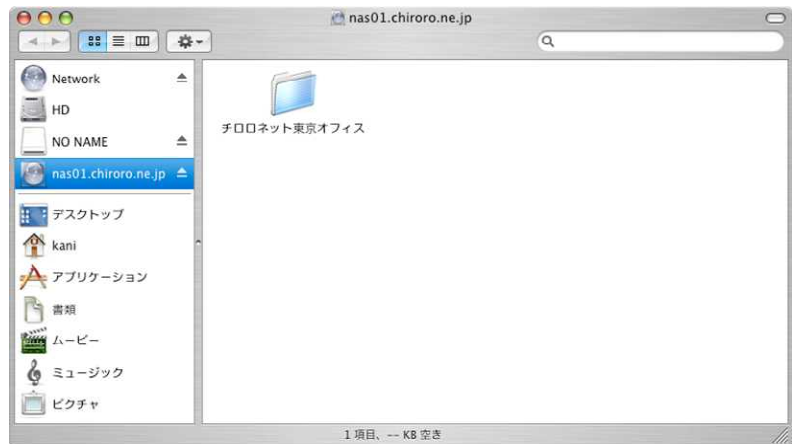 nas01.chiroro.ne.jp
Network
HD
NO NAME
nas01.chiroro.ne.jp
デスクトップ
kani
アプリケーション
書類
ムービー
ミュージック
ピクチャ
チロロネット東京オフィス
1 項目、-- KB 空き